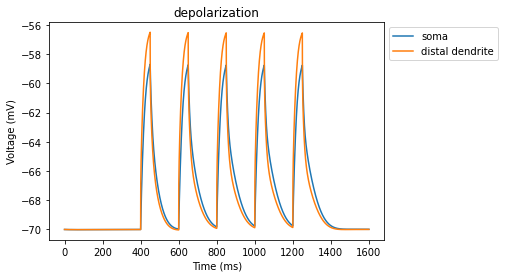 depolarization
soma
distal dendrite
Voltage (mV)
−56
−58
−60
−62
−64
−66
−68
−70
0 200 400 600 800 1000 1200 1400 1600
Time (ms)